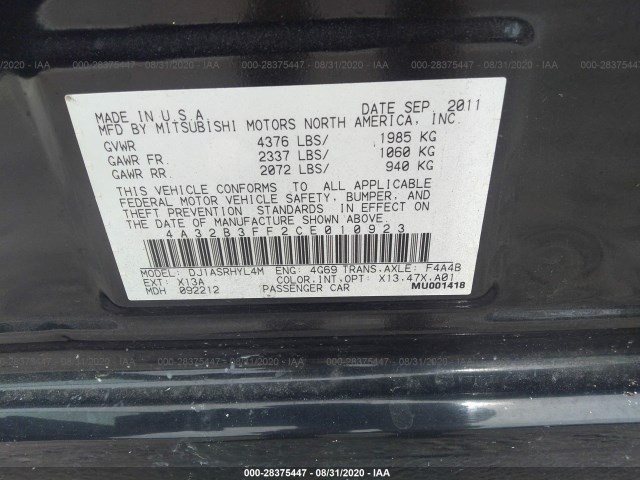 000-28375447 - 08/31/2020 - IAA
MADE IN U.S.A. DATE SEP. 2011
MFD BY MITSUBISHI MOTORS NORTH AMERICA, INC.
GVWR 4376 LBS/ 1985 KG
GAWR FR. 2337 LBS/ 1060 KG
GAWR RR. 2072 LBS/ 940 KG
THIS VEHICLE CONFORMS TO ALL APPLICABLE
FEDERAL MOTOR VEHICLE SAFETY, BUMPER, AND
THEFT PREVENTION STANDARDS IN EFFECT ON
THE DATE OF MANUFACTURE SHOWN ABOVE.
4A32B3FF2CE010923
MODEL: DJ1ASRHYL4M ENG: 4G69 TRANS.AXLE: F4A4B
EXT: X13A COLOR.INT.OPT: X13.47X.A01
MDH 092212 PASSENGER CAR MU001418
000-28375447 - 08/31/2020 - IAA